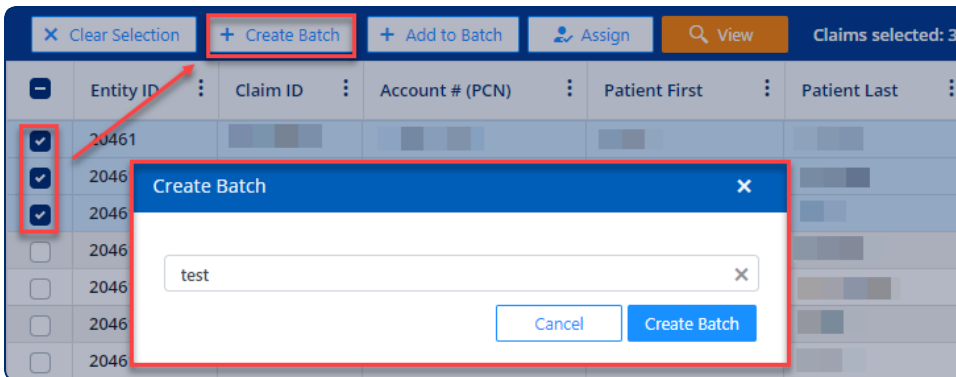 Clear Selection + Create Batch + Add to Batch Assign View Claims selected: 3
Entity ID Claim ID Account # (PCN) Patient First Patient Last
20461
2046
2046
Create Batch
2046
test
2046
2046
Cancel Create Batch
2046